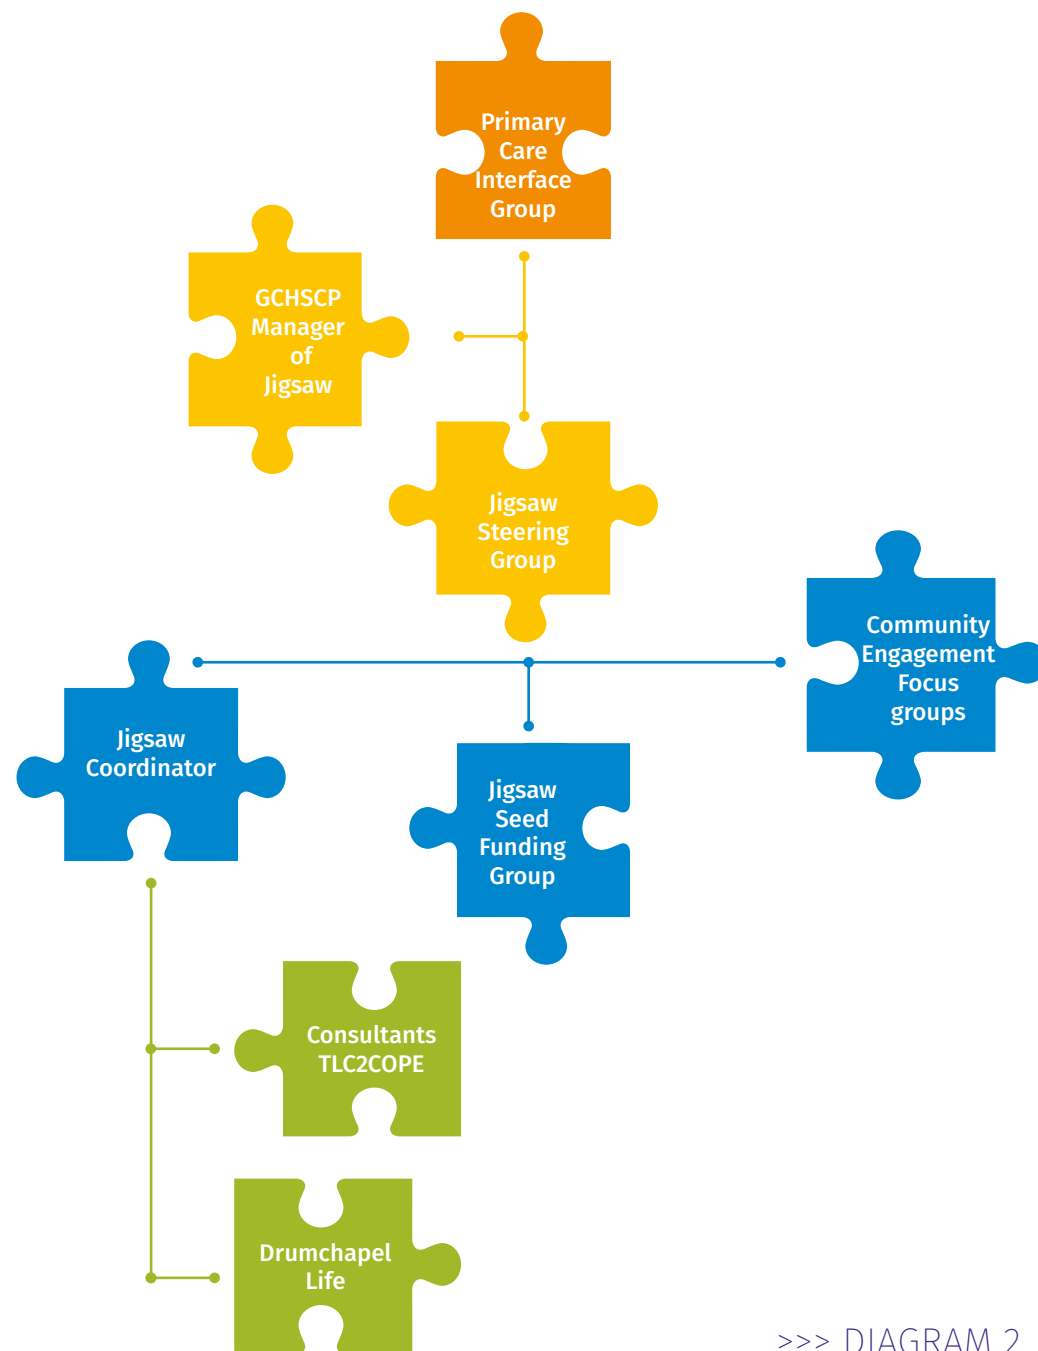 Primary
Care
Interface
Group
GCHSCP
Manager
of
Jigsaw
Jigsaw
Steering
Group
Community
Engagement
Focus
groups
Jigsaw
Coordinator
Jigsaw
Seed
Funding
Group
Consultants
TLC2COPE
Drumchapel
Life
>>> DIAGRAM 2